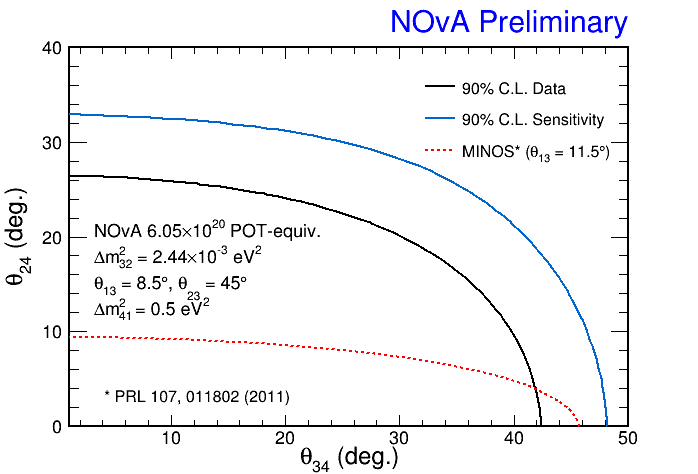 NOvA Preliminary
40
30
20
10
0
θ24 (deg.)
90% C.L. Data
90% C.L. Sensitivity
MINOS* (θ13 = 11.5°)
NOvA 6.05×10^20 POT-equiv.
Δm^2_32 = 2.44×10^-3 eV^2
θ13 = 8.5°, θ23 = 45°
Δm^2_41 = 0.5 eV^2
* PRL 107, 011802 (2011)
10 20 30 40 50
θ34 (deg.)